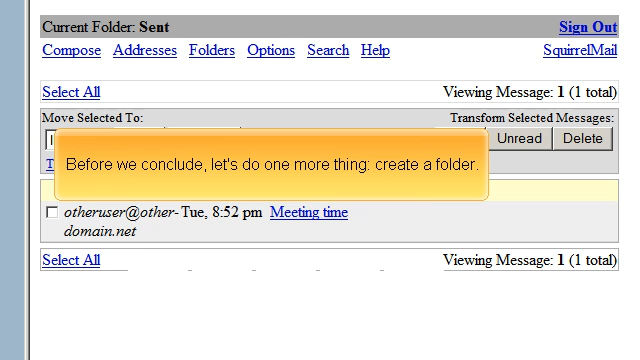 Current Folder: Sent Sign Out
Compose Addresses Folders Options Search Help SquirrelMail
Select All Viewing Message: 1 (1 total)
Move Selected To: Transform Selected Messages:
Unread Delete
Before we conclude, let's do one more thing: create a folder.
otheruser@other- Tue, 8:52 pm Meeting time
domain.net
Select All Viewing Message: 1 (1 total)